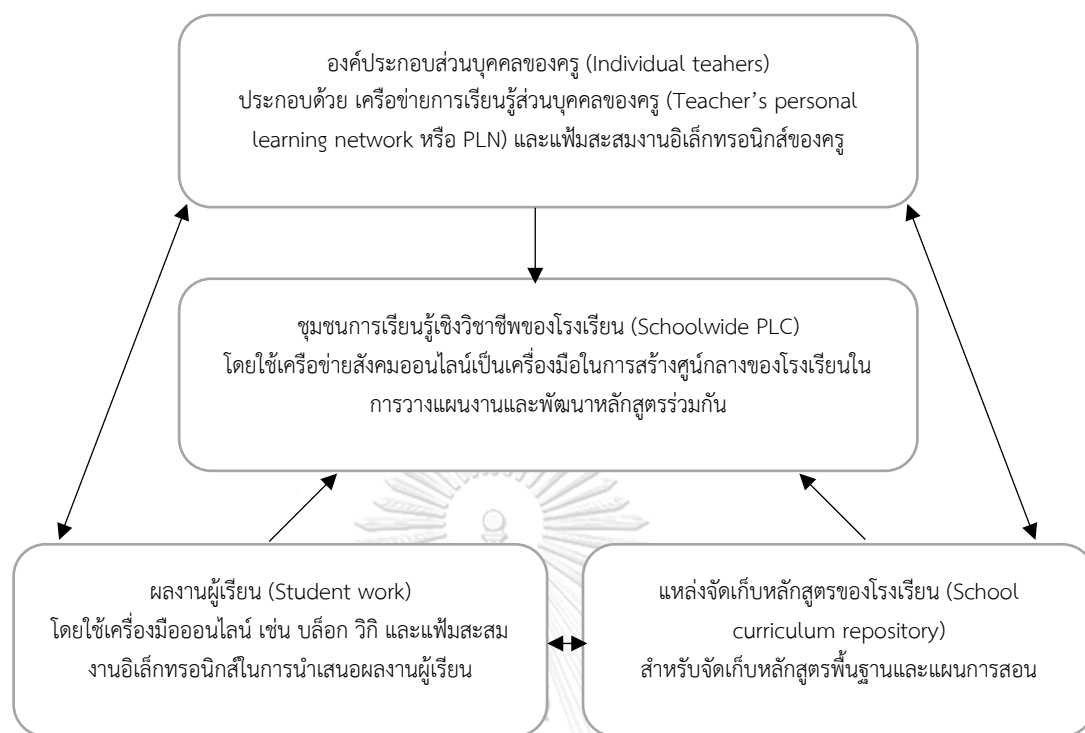 องค์ประกอบส่วนบุคคลของครู (Individual teahers)
ประกอบด้วย เครือข่ายการเรียนรู้ส่วนบุคคลของครู (Teacher’s personal
learning network หรือ PLN) และแฟ้มสะสมงานอิเล็กทรอนิกส์ของครู
ชุมชนการเรียนรู้เชิงวิชาชีพของโรงเรียน (Schoolwide PLC)
โดยใช้เครือข่ายสังคมออนไลน์เป็นเครื่องมือในการสร้างศูน์กลางของโรงเรียนใน
การวางแผนงานและพัฒนาหลักสูตรร่วมกัน
ผลงานผู้เรียน (Student work)
โดยใช้เครื่องมือออนไลน์ เช่น บล็อก วิกิ และแฟ้มสะสม
งานอิเล็กทรอนิกส์ในการนำเสนอผลงานผู้เรียน
แหล่งจัดเก็บหลักสูตรของโรงเรียน (School
curriculum repository)
สำหรับจัดเก็บหลักสูตรพื้นฐานและแผนการสอน